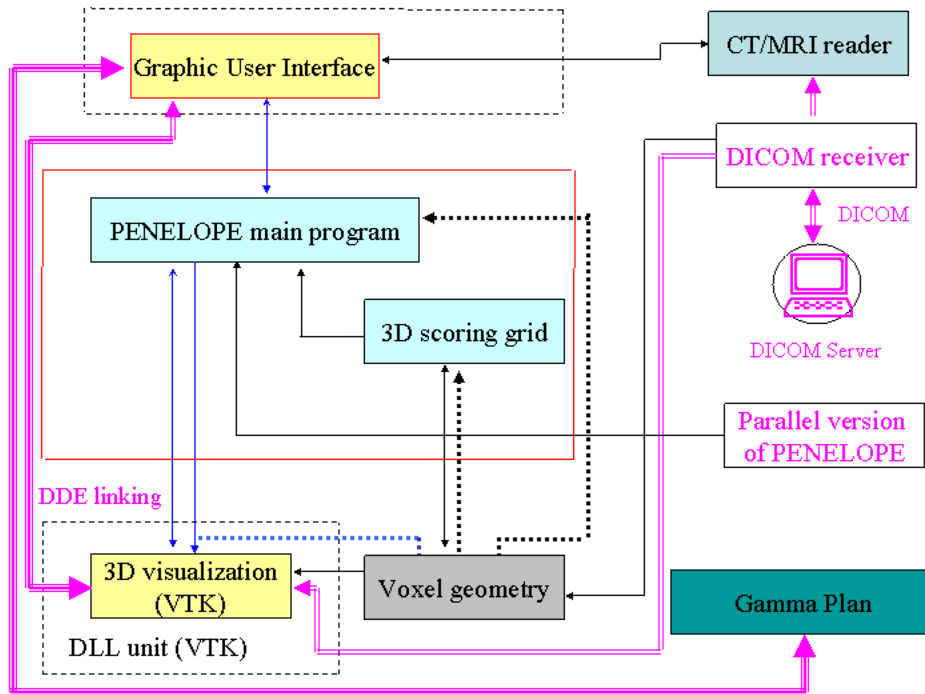 Graphic User Interface
CT/MRI reader
DICOM receiver
DICOM
PENELOPE main program
3D scoring grid
DICOM Server
Parallel version
of PENELOPE
DDE linking
3D visualization
(VTK)
Voxel geometry
Gamma Plan
DLL unit (VTK)